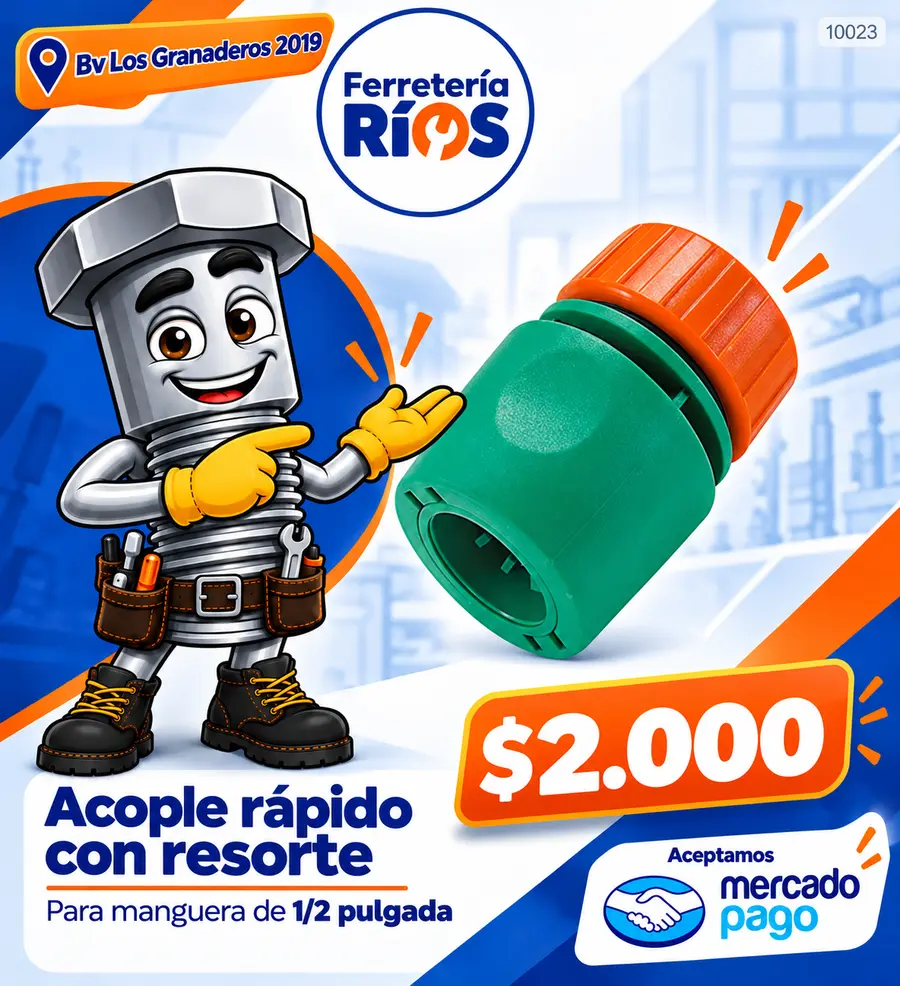 Bv Los Granaderos 2019
Ferretería
RÍOS
10023
$2.000
Acople rápido
con resorte
Para manguera de 1/2 pulgada
Aceptamos
mercado
pago